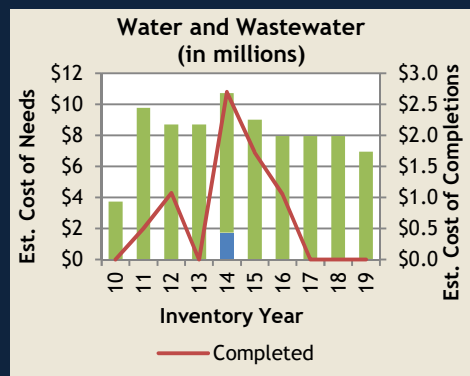 Water and Wastewater
(in millions)
Est. Cost of Needs
$12
$10
$8
$6
$4
$2
$0
$3.0
$2.5
$2.0
$1.5
$1.0
$0.5
$0.0
Est. Cost of Completions
10 11 12 13 14 15 16 17 18 19
Inventory Year
Completed